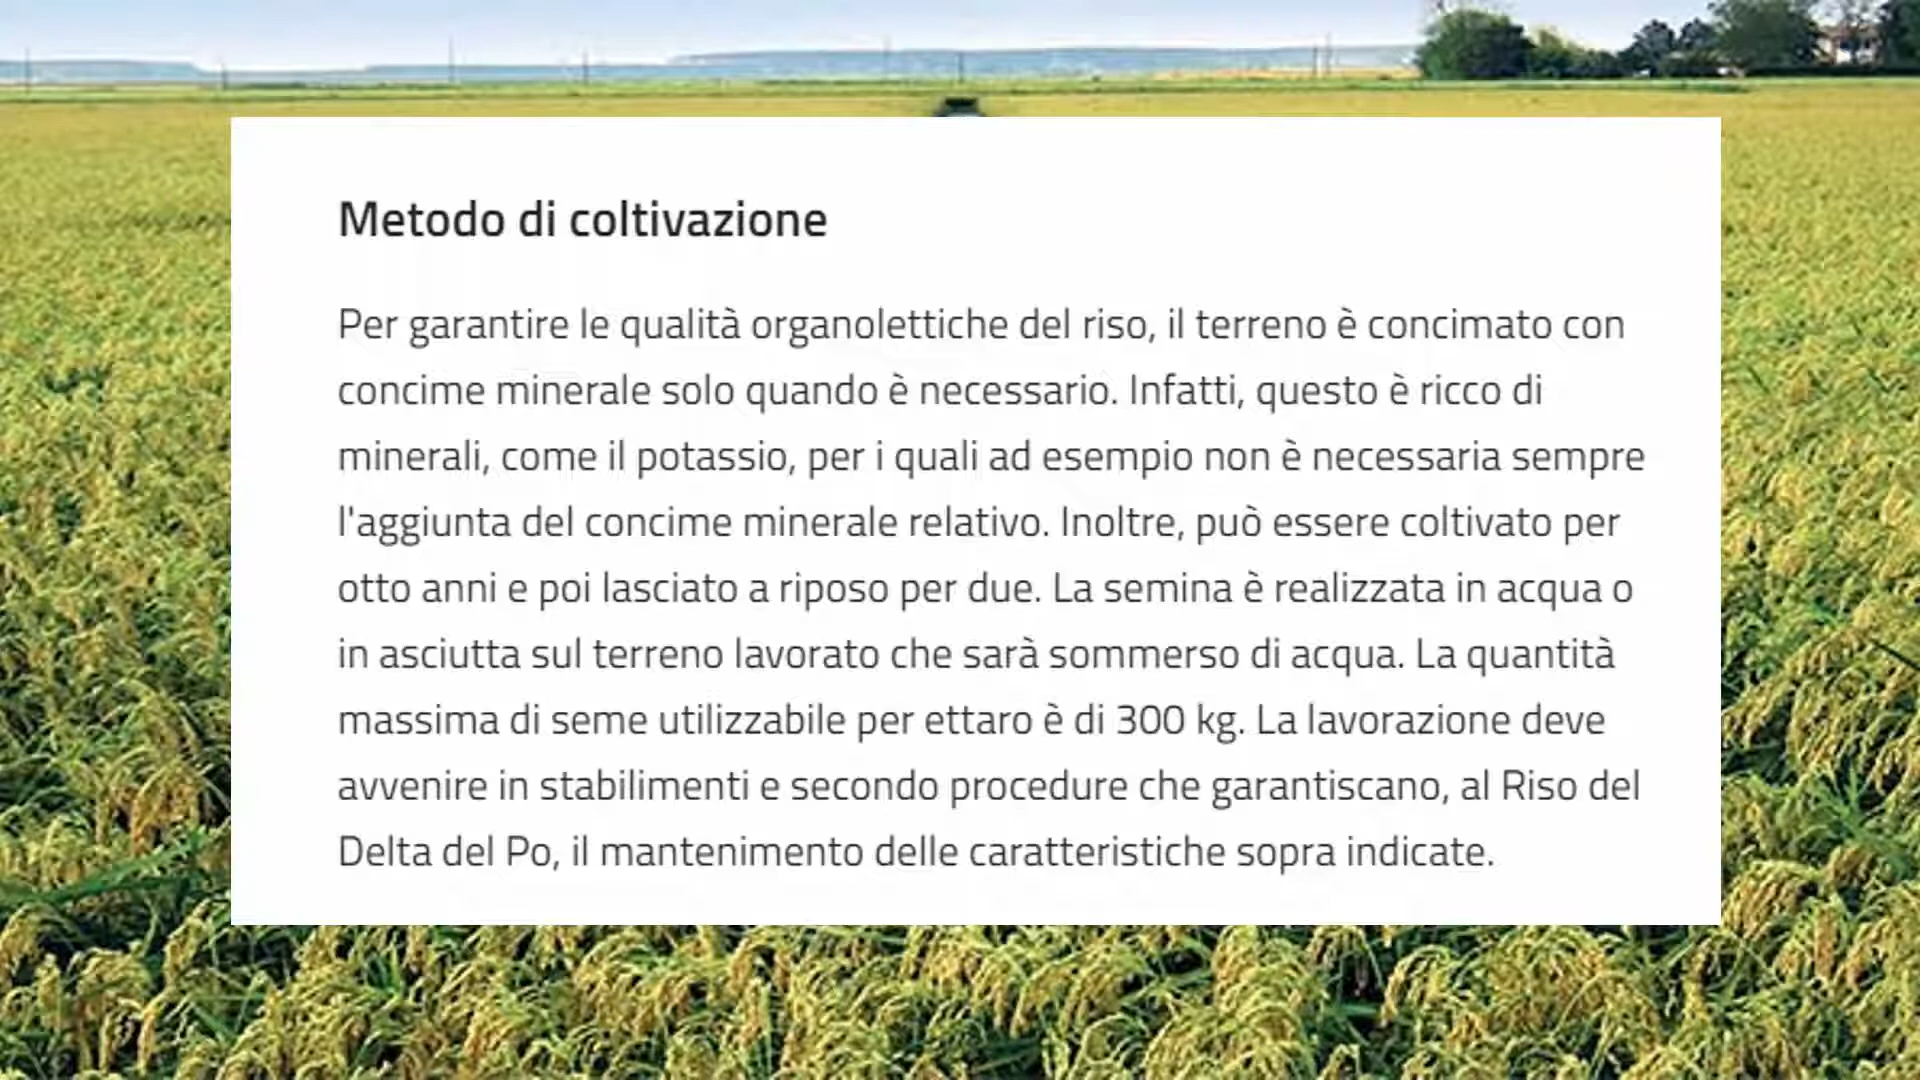 Metodo di coltivazione
Per garantire le qualità organolettiche del riso, il terreno è concimato con
concime minerale solo quando è necessario. Infatti, questo è ricco di
minerali, come il potassio, per i quali ad esempio non è necessaria sempre
l'aggiunta del concime minerale relativo. Inoltre, può essere coltivato per
otto anni e poi lasciato a riposo per due. La semina è realizzata in acqua o
in asciutta sul terreno lavorato che sarà sommerso di acqua. La quantità
massima di seme utilizzabile per ettaro è di 300 kg. La lavorazione deve
avvenire in stabilimenti e secondo procedure che garantiscano, al Riso del
Delta del Po, il mantenimento delle caratteristiche sopra indicate.